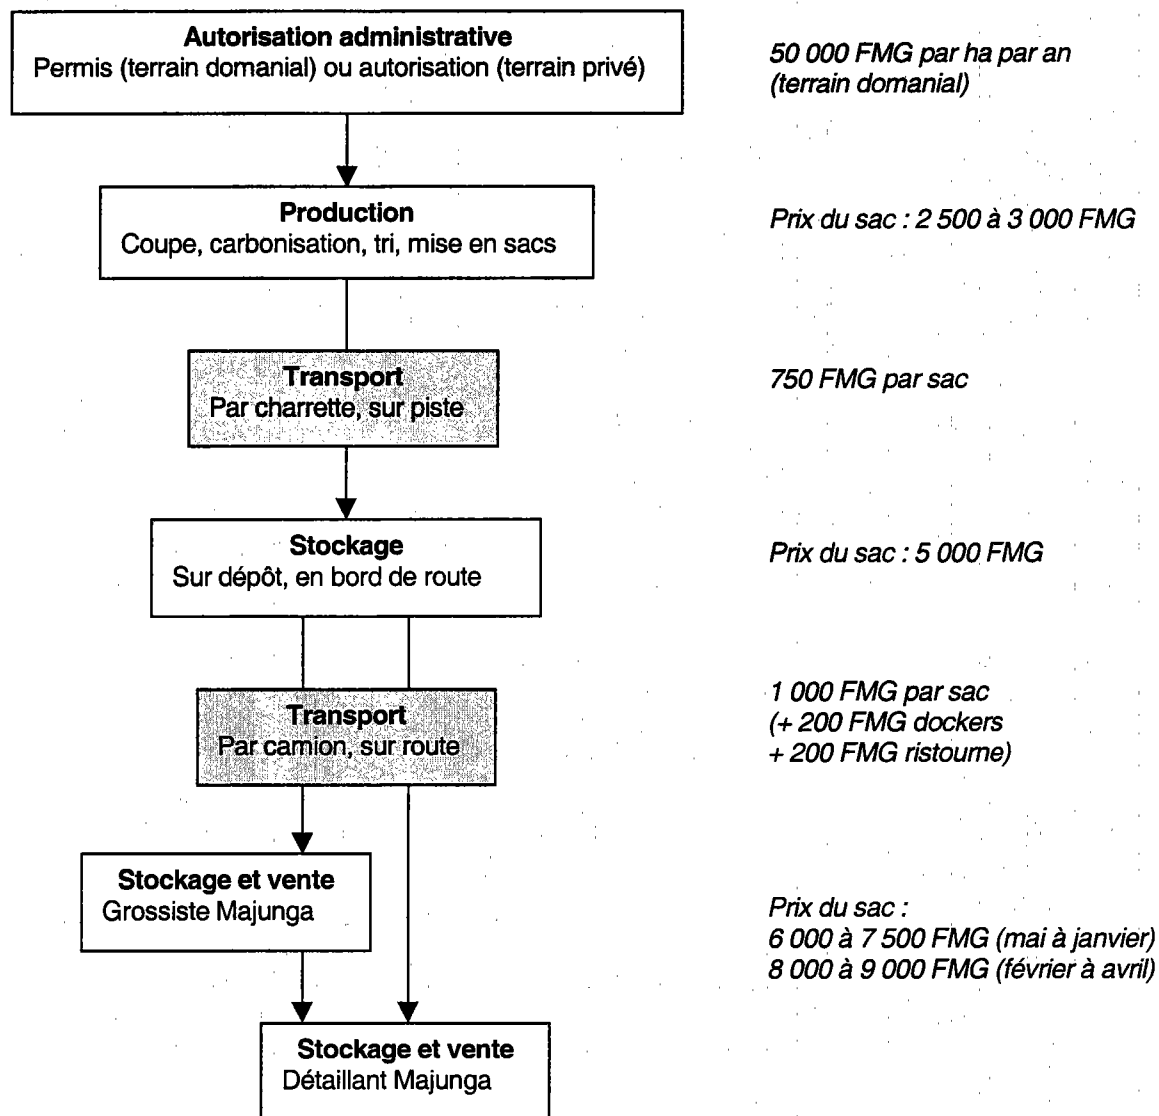 Autorisation administrative
Permis (terrain domanial) ou autorisation (terrain privé)
50 000 FMG par ha par an
(terrain domanial)
Production
Coupe, carbonisation, tri, mise en sacs
Prix du sac : 2 500 à 3 000 FMG
Transport
Par charrette, sur piste
750 FMG par sac
Stockage
Sur dépôt, en bord de route
Prix du sac : 5 000 FMG
Transport
Par camion, sur route
1 000 FMG par sac
(+ 200 FMG dockers
+ 200 FMG ristourne)
Stockage et vente
Grossiste Majunga
Prix du sac :
6 000 à 7 500 FMG (mai à janvier)
8 000 à 9 000 FMG (février à avril)
Stockage et vente
Détaillant Majunga